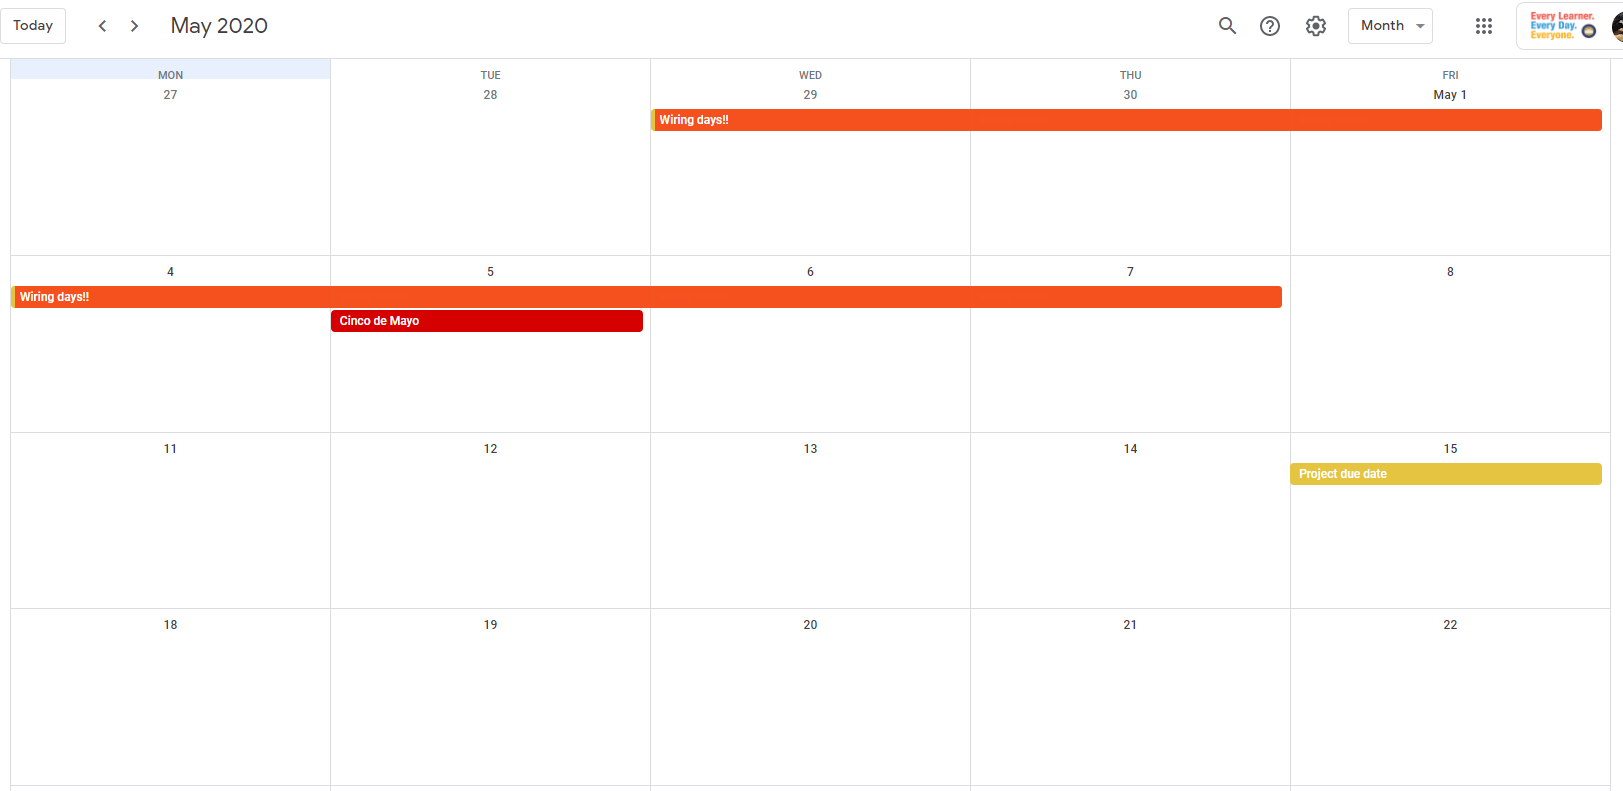 Today
May 2020
Month
Every Learner.
Every Day.
Everyone.
MON TUE WED THU FRI
27 28 29 30 May 1
Wiring days!!
4 5 6 7 8
Wiring days!!
Cinco de Mayo
11 12 13 14 15
Project due date
18 19 20 21 22